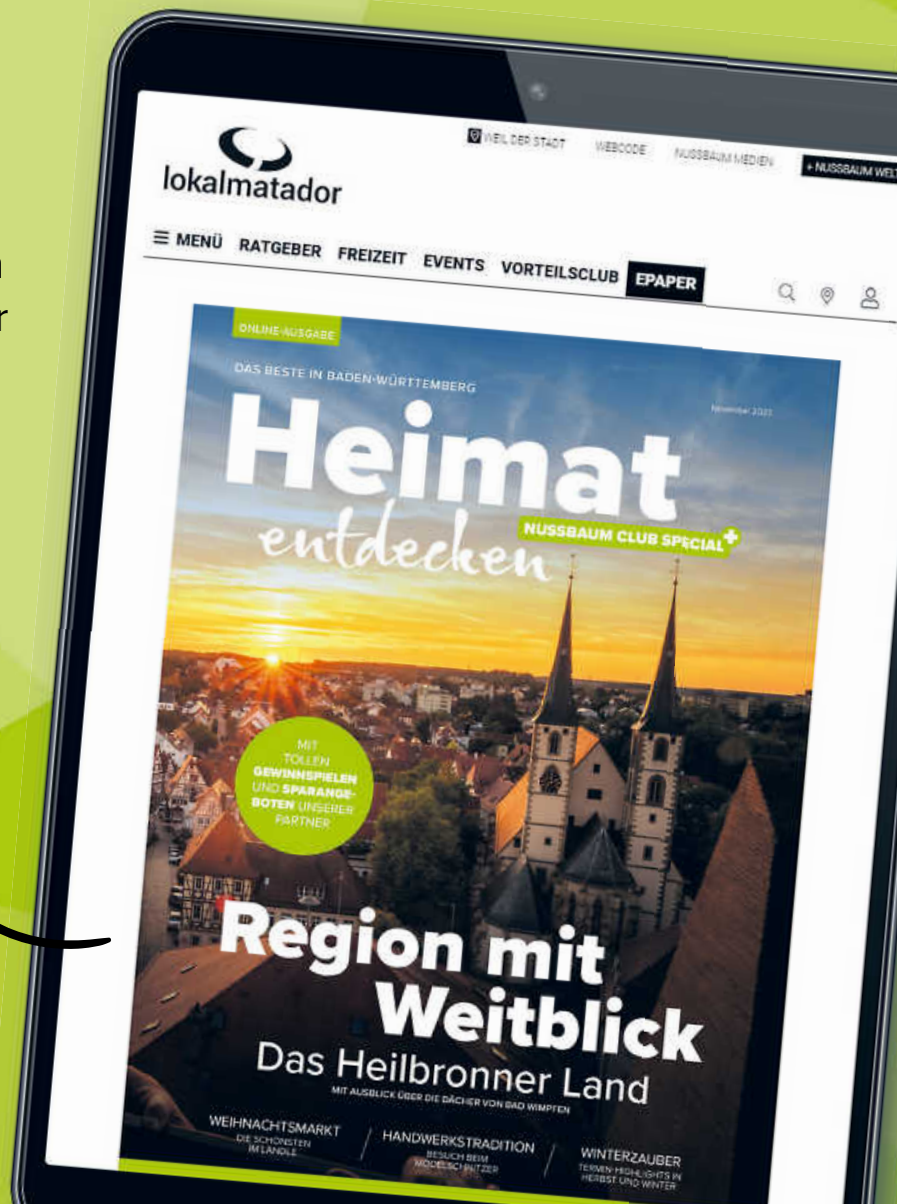 lokalmatador
WEIL DER STADT WEBCODE NUSSBAUM MEDIEN + NUSSBAUM WELT
MENÜ RATGEBER FREIZEIT EVENTS VORTEILSCLUB EPAPER
ONLINE-AUSGABE
DAS BESTE IN BADEN-WÜRTTEMBERG
November
Heimat
entdecken
NUSSBAUM CLUB SPECIAL+
MIT
TOLLEN
GEWINNSPIELEN
UND SPARANGE-
BOTEN UNSERER
PARTNER
Region mit
Weitblick
Das Heilbronner Land
MIT AUSBLICK ÜBER DIE DÄCHER VON BAD WIMPFEN
WEIHNACHTSMARKT
DIE SCHÖNSTEN
IM LÄNDLE
HANDWERKSTRADITION
BESUCH BEIM
MODELSCHNITZER
WINTERZAUBER
TERMIN-HIGHLIGHTS IN
HERBST UND WINTER